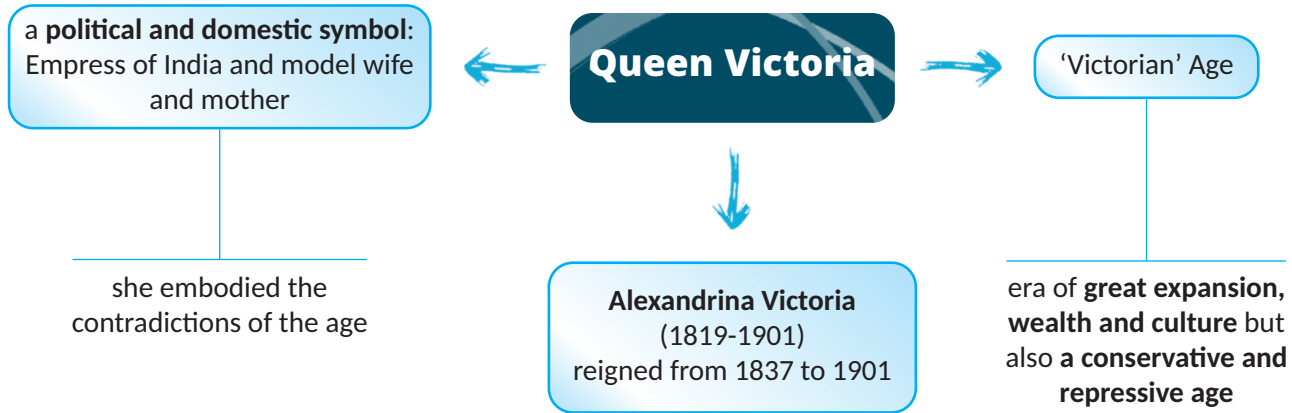 Queen Victoria
a political and domestic symbol:
Empress of India and model wife
and mother
she embodied the
contradictions of the age
Alexandrina Victoria
(1819-1901)
reigned from 1837 to 1901
‘Victorian’ Age
era of great expansion,
wealth and culture but
also a conservative and
repressive age